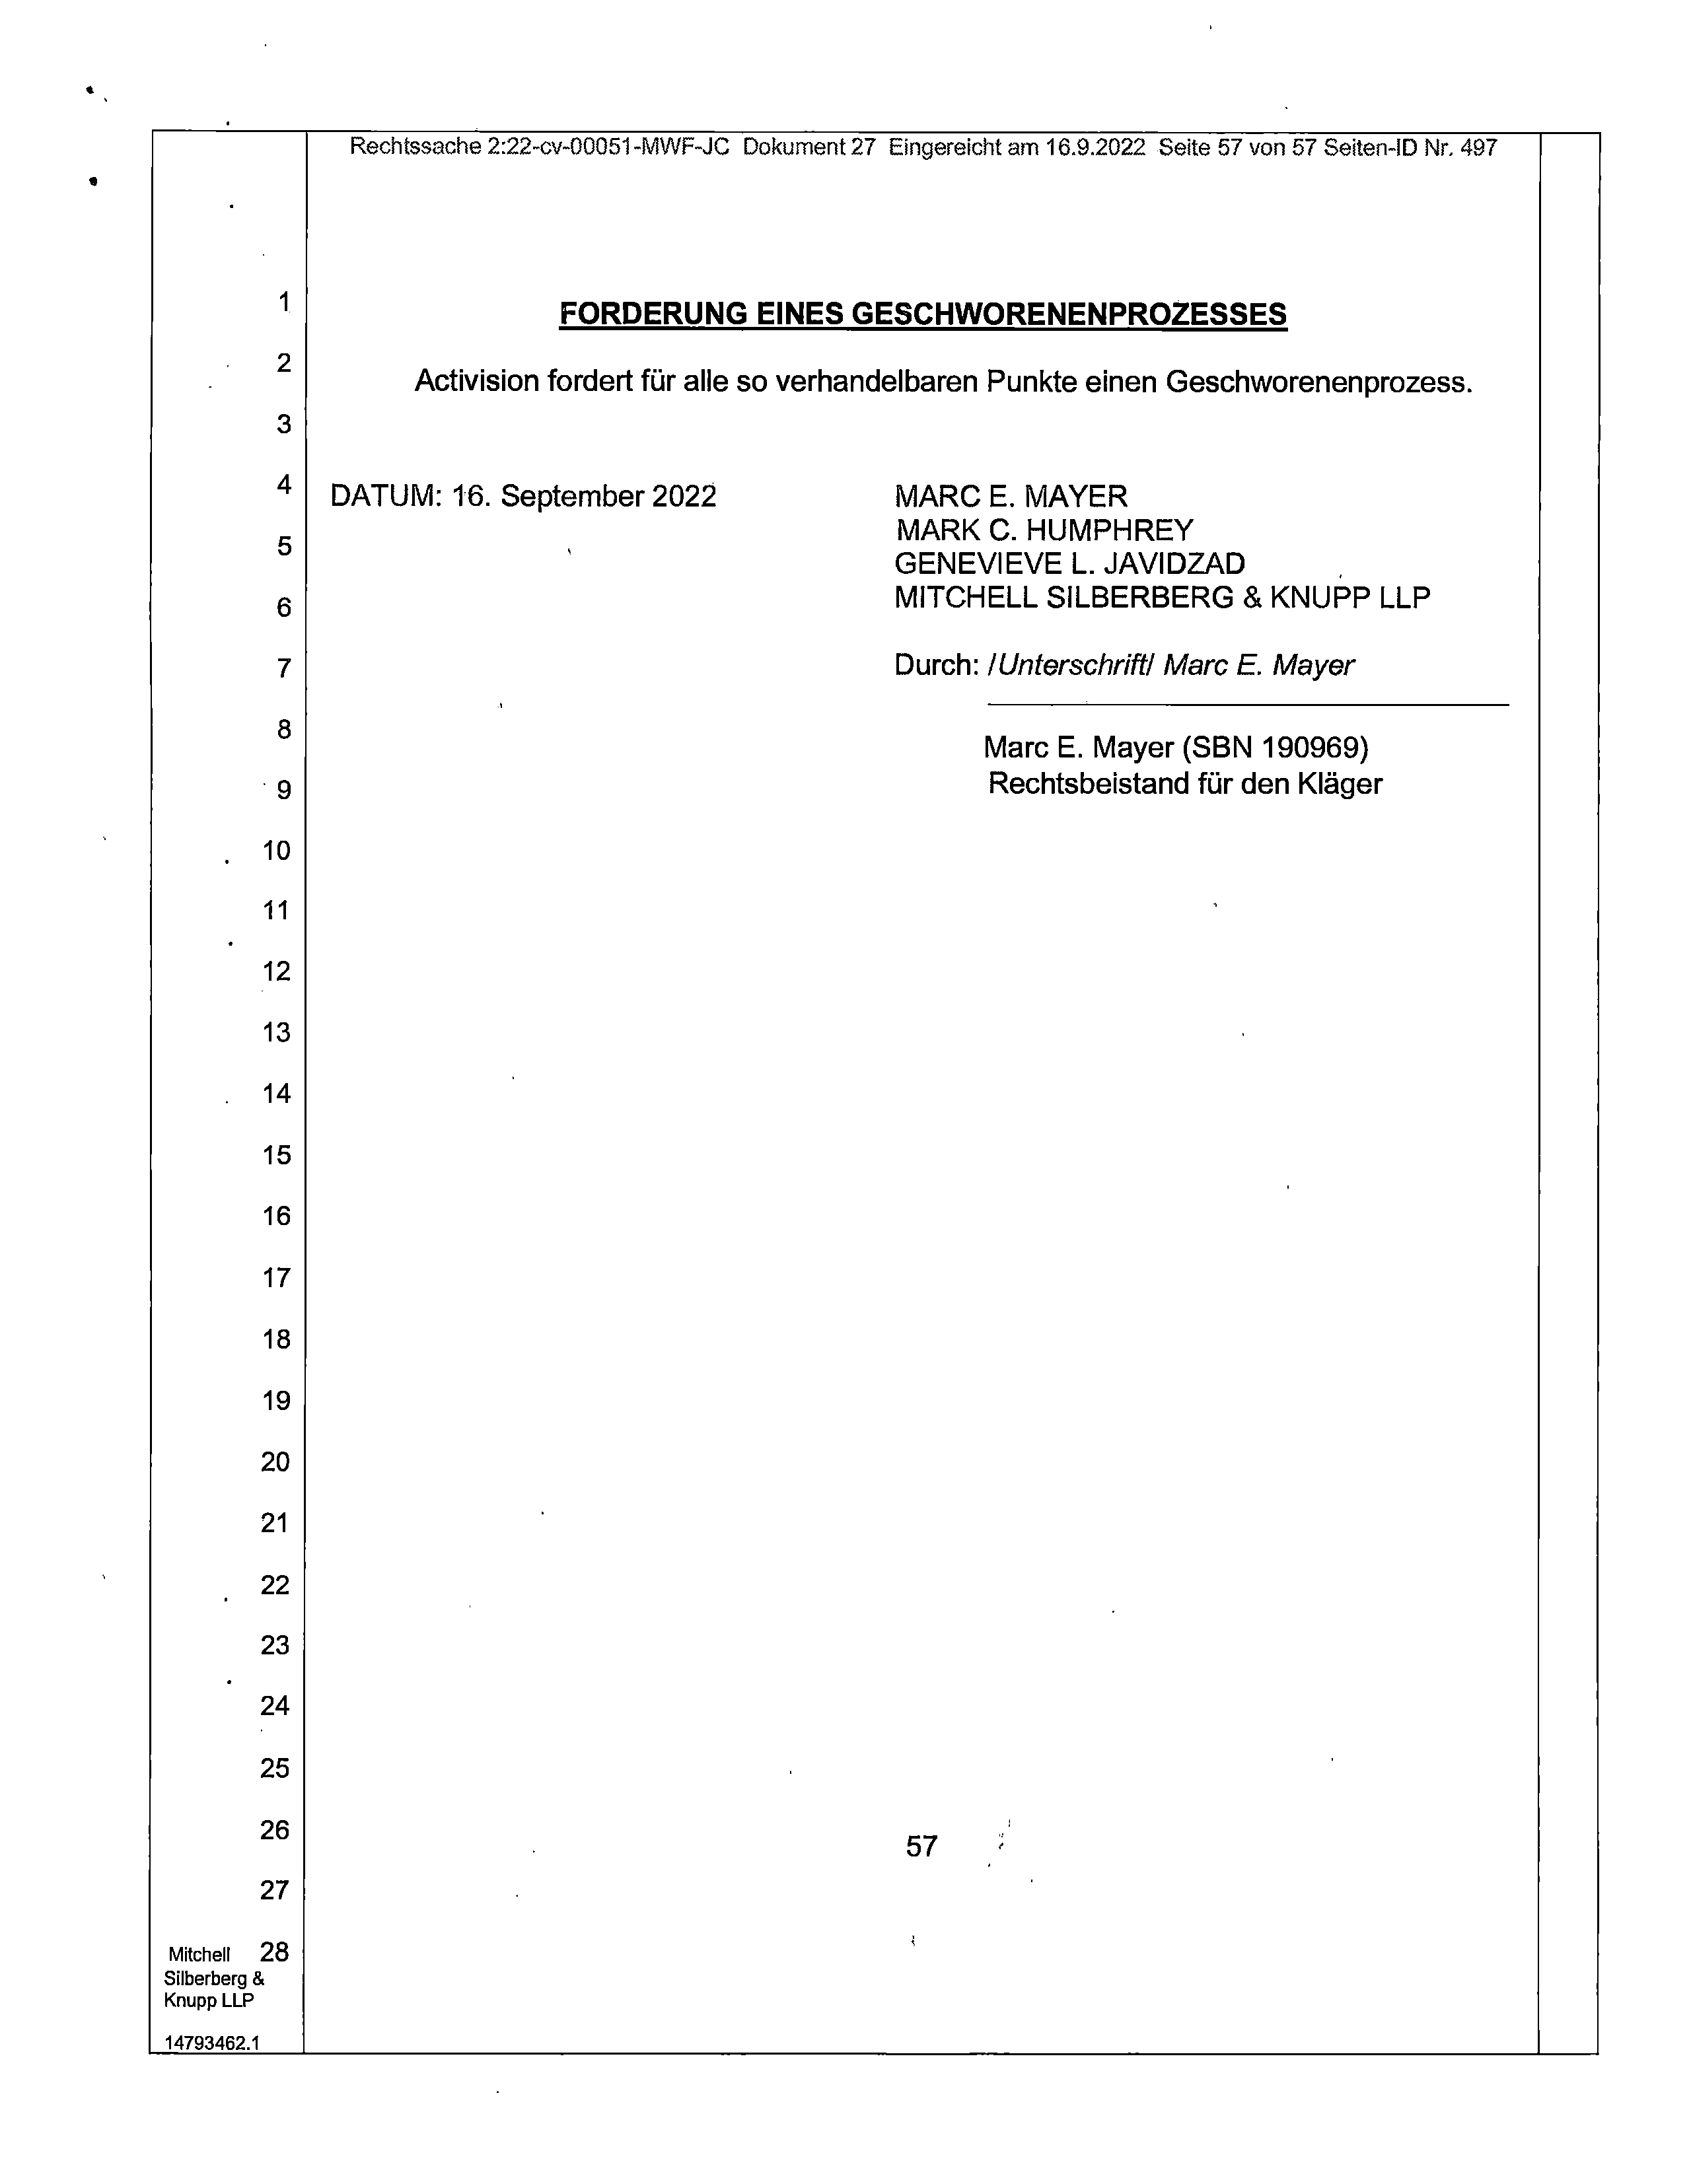 Rechtssache 2:22-cv-00051-MWF-JC Dokument 27 Eingereicht am 16.9.2022 Seite 57 von 57 Seiten-ID Nr. 497
1
FORDERUNG EINES GESCHWORENENPROZESSES
2
Activision fordert für alle so verhandelbaren Punkte einen Geschworenenprozess.
3
4
DATUM: 16. September 2022
MARC E. MAYER
MARK C. HUMPHREY
5
GENEVIEVE L. JAVIDZAD
6
MITCHELL SILBERBERG & KNUPP LLP
7
Durch: /Unterschrift/ Marc E. Mayer
8
Marc E. Mayer (SBN 190969)
9
Rechtsbeistand für den Kläger
10
11
12
13
14
15
16
17
18
19
20
21
22
23
24
25
26
57
27
28
Mitchell
Silberberg &
Knupp LLP
14793462.1